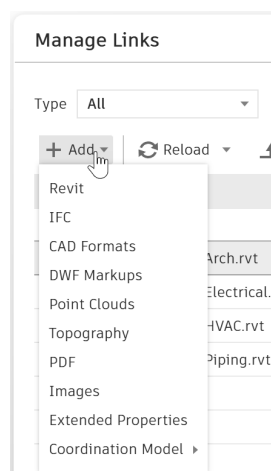 Manage Links
Type All
Add Reload
Revit
IFC
Arch.rvt
CAD Formats
DWF Markups
Electrical.
Point Clouds
HVAC.rvt
Topography
Piping.rvt
PDF
Images
Extended Properties
Coordination Model